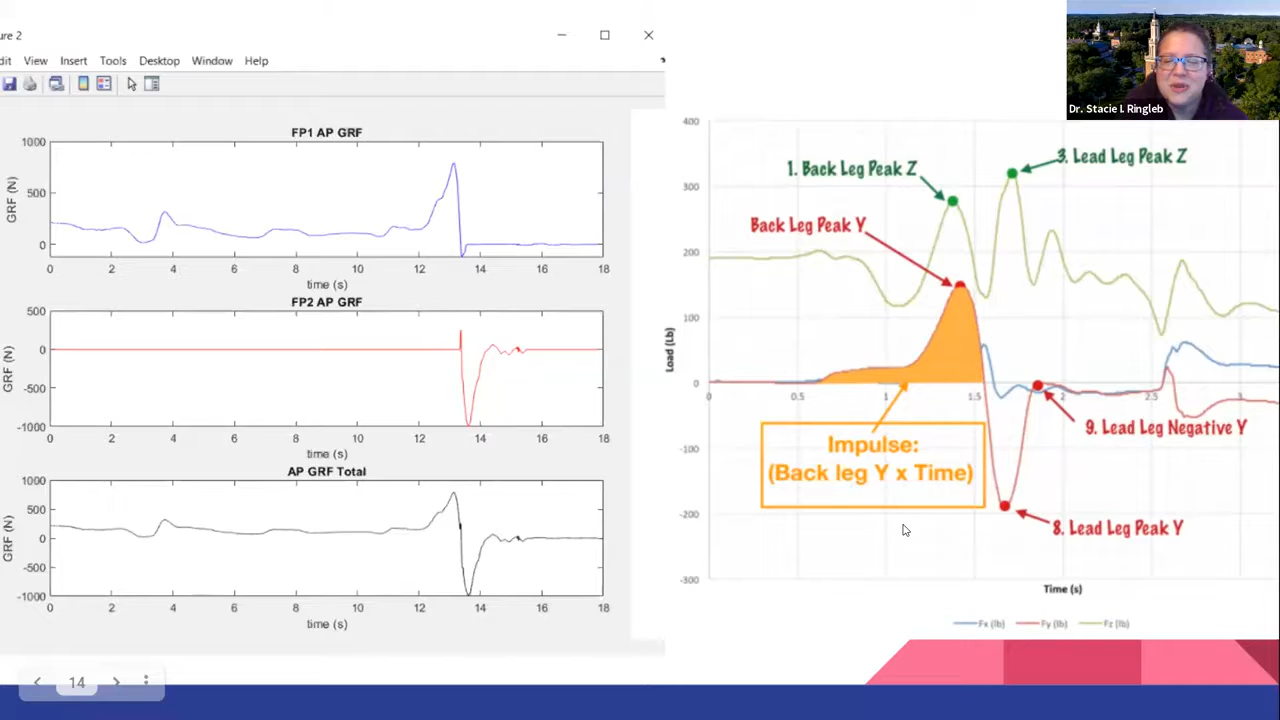 ure 2
dit View Insert Tools Desktop Window Help
FP1 AP GRF
GRF (N)
1000
500
0
0 2 4 6 8 10 12 14 16 18
time (s)
FP2 AP GRF
GRF (N)
500
0
-500
-1000
0 2 4 6 8 10 12 14 16 18
time (s)
AP GRF Total
GRF (N)
1000
500
0
-500
-1000
0 2 4 6 8 10 12 14 16 18
time (s)
14
Dr. Stacie I. Ringleb
400
300
200
100
0
-100
-200
-300
Load (Lb)
1. Back Leg Peak Z
3. Lead Leg Peak Z
Back Leg Peak Y
0 0.5 1 1.5 2 2.5 3
Impulse:
(Back leg Y x Time)
9. Lead Leg Negative Y
8. Lead Leg Peak Y
Time (s)
Fx (lb) Fy (lb) Fz (lb)